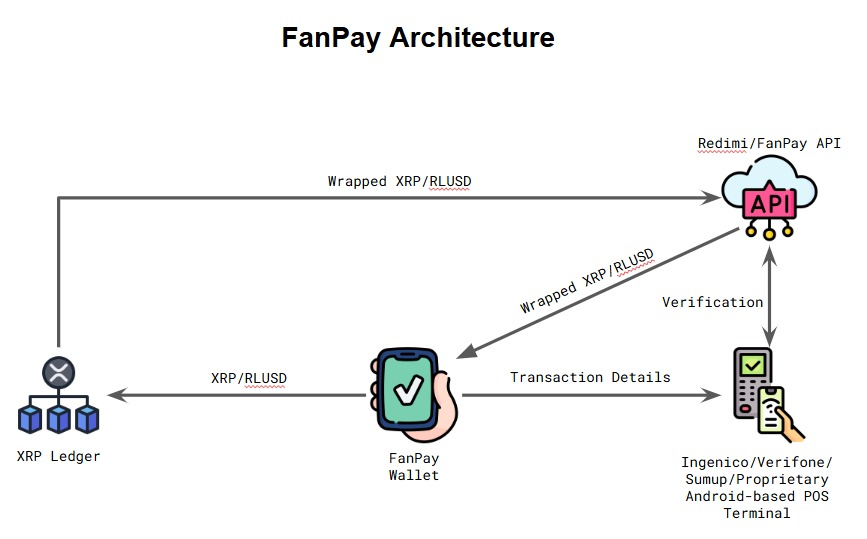 FanPay Architecture
Redimi/FanPay API
Wrapped XRP/RLUSD
API
Wrapped XRP/RLUSD
Verification
XRP/RLUSD
Transaction Details
XRP Ledger
FanPay
Wallet
Ingenico/Verifone/
Sumup/Proprietary
Android-based POS
Terminal